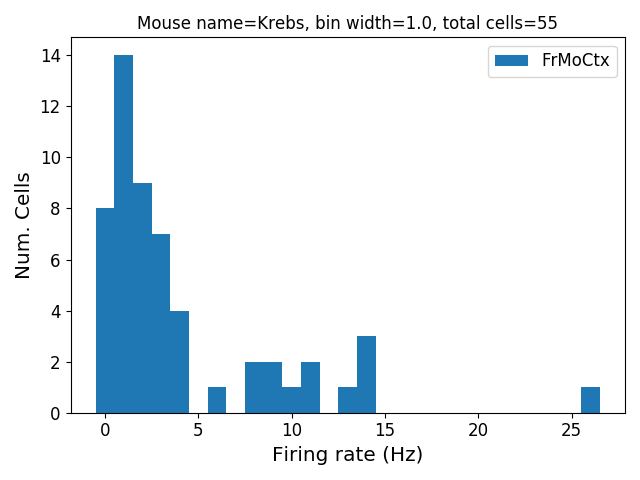 Mouse name=Krebs, bin width=1.0, total cells=55
FrMoCtx
14
12
10
8
6
4
2
0
Num. Cells
0 5 10 15 20 25
Firing rate (Hz)